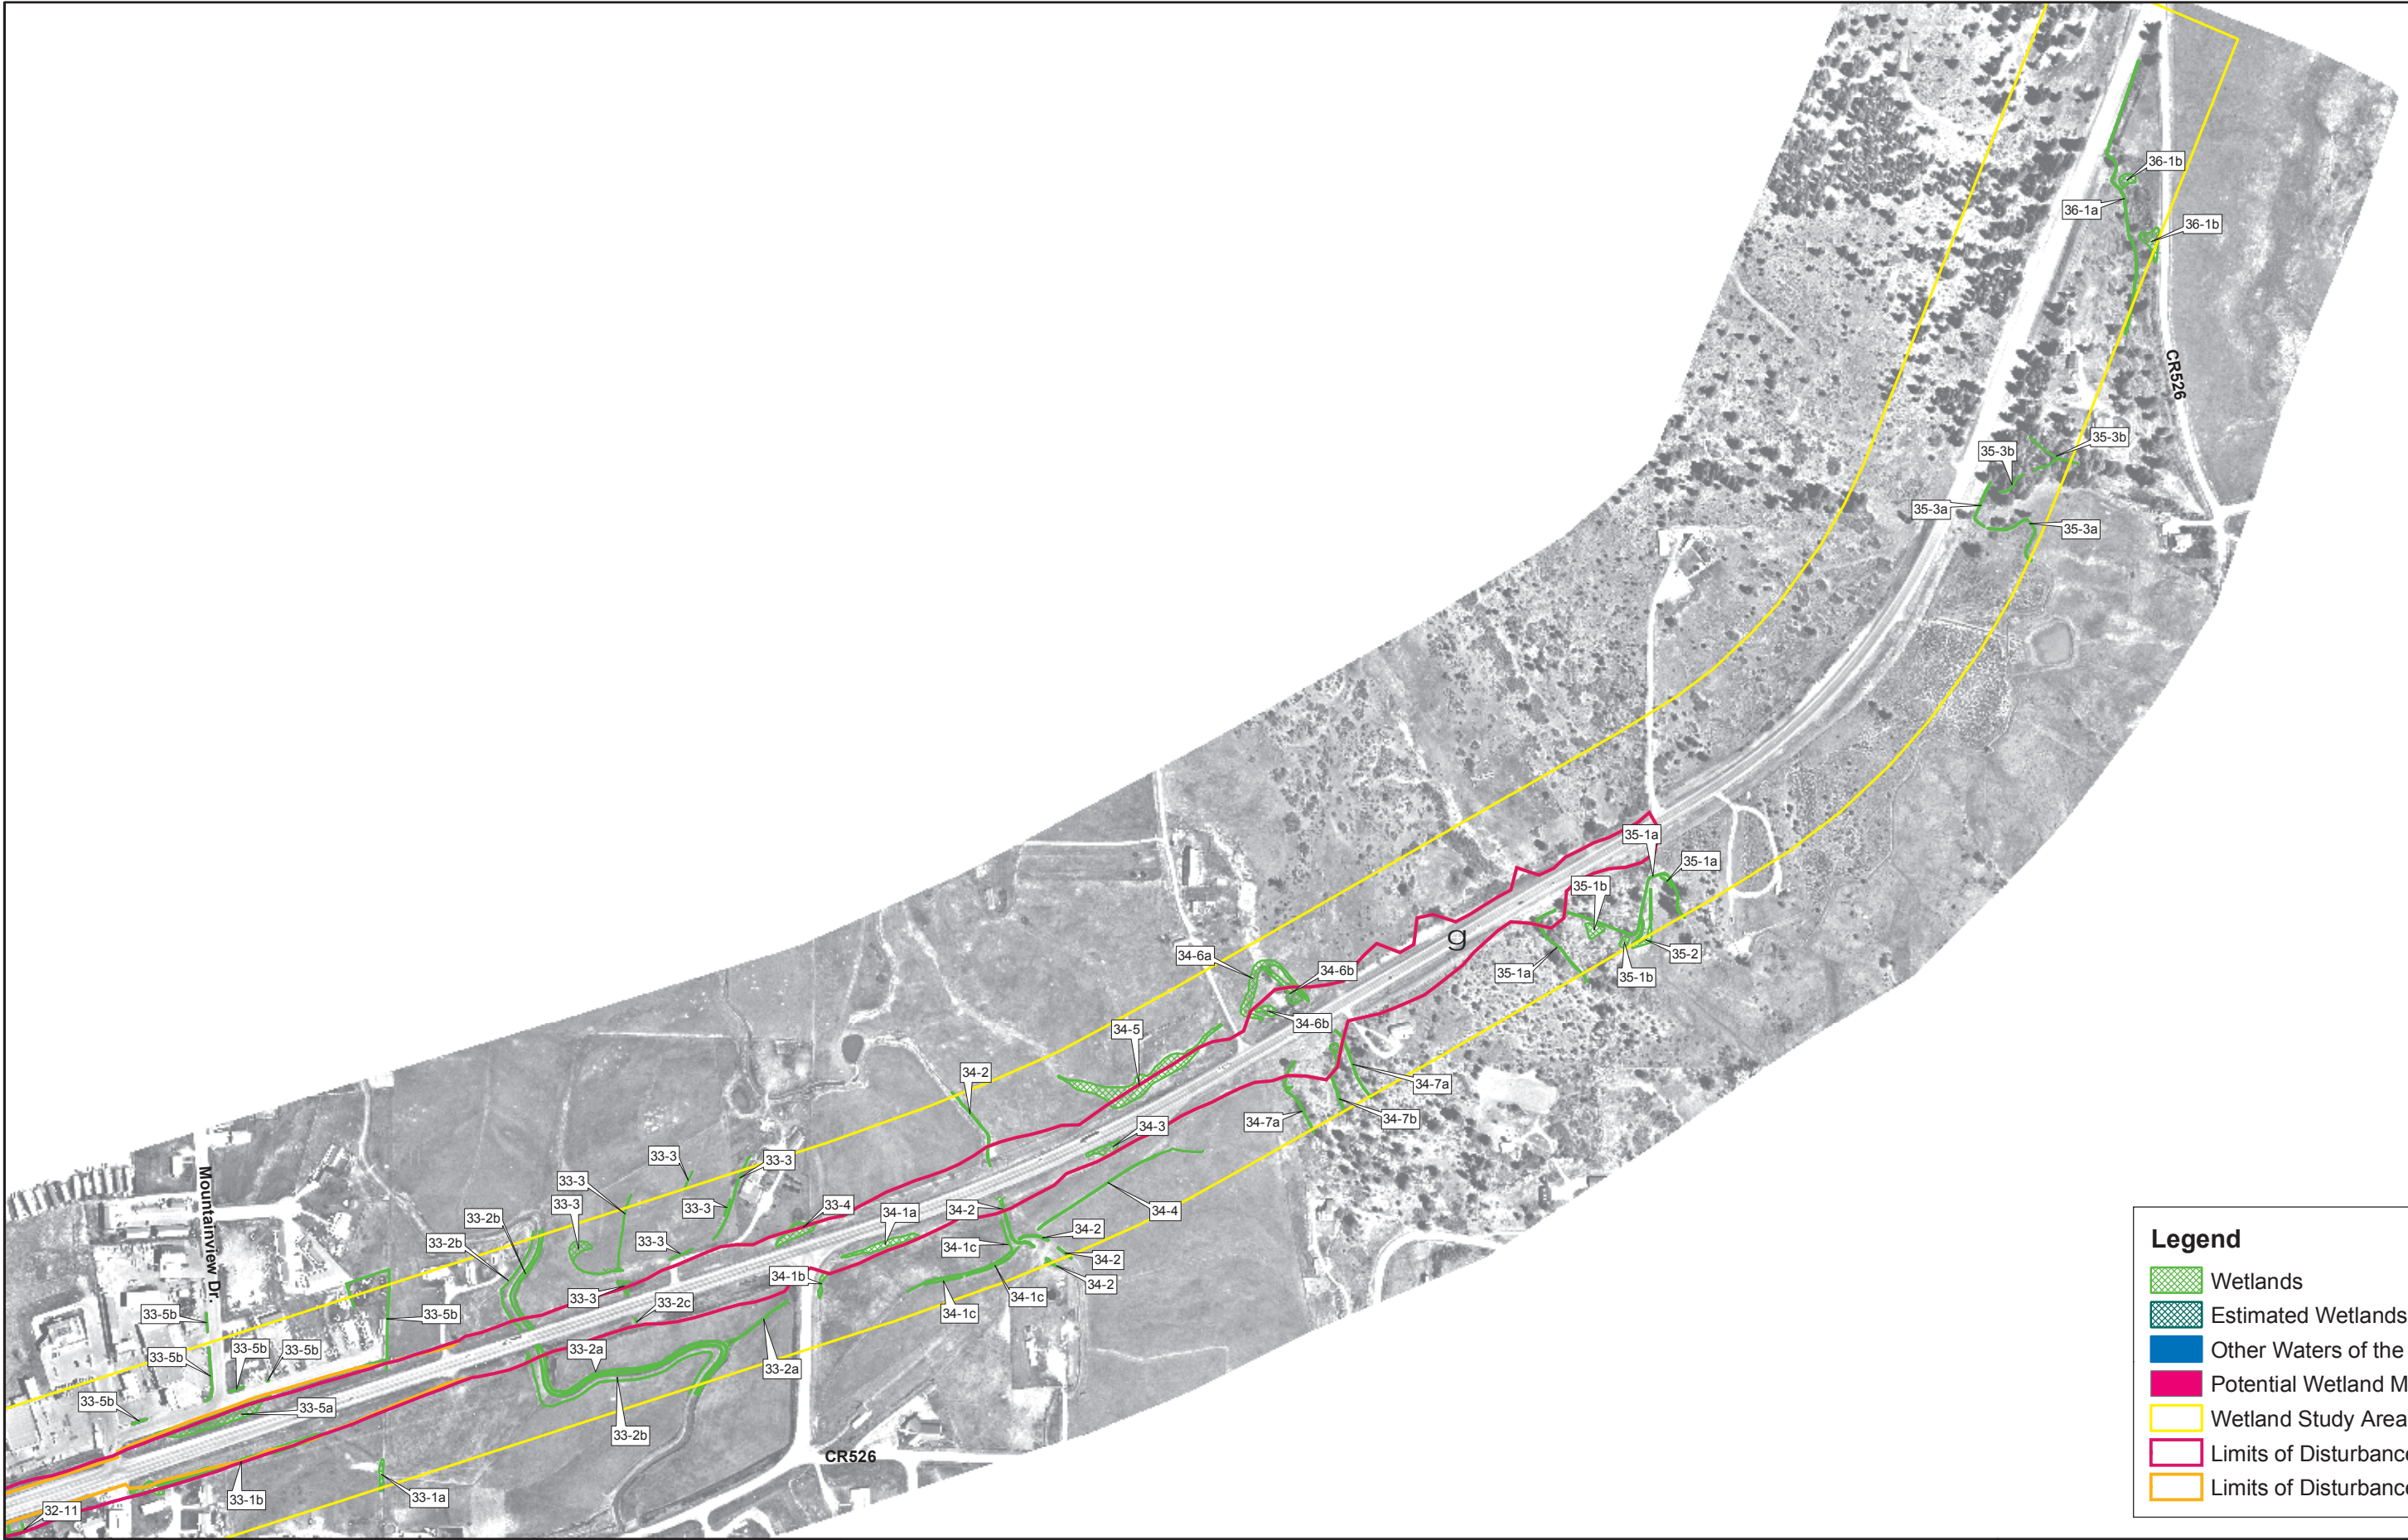 36-1b
36-1a
36-1b
CR526
35-3b
35-3b
35-3a
35-3a
35-1a
35-1a
35-1b
g
34-6a
34-6b
35-2
35-1a
35-1b
34-6b
34-5
34-2
34-7a
34-7b
34-7a
34-3
33-3
33-3
Mountainview Dr.
33-3
33-3
33-3
33-4
34-1a
34-2
34-4
33-2b
33-2b
33-3
34-1c
34-2
34-2
34-2
34-1b
33-3
33-2c
34-1c
34-1c
33-5b
33-5b
33-5b
33-5b
33-5b
33-2a
33-2a
33-5b
33-5a
33-2b
CR526
33-1b
33-1a
32-11
Legend
Wetlands
Estimated Wetlands
Other Waters of the
Potential Wetland M
Wetland Study Area
Limits of Disturbance
Limits of Disturbance